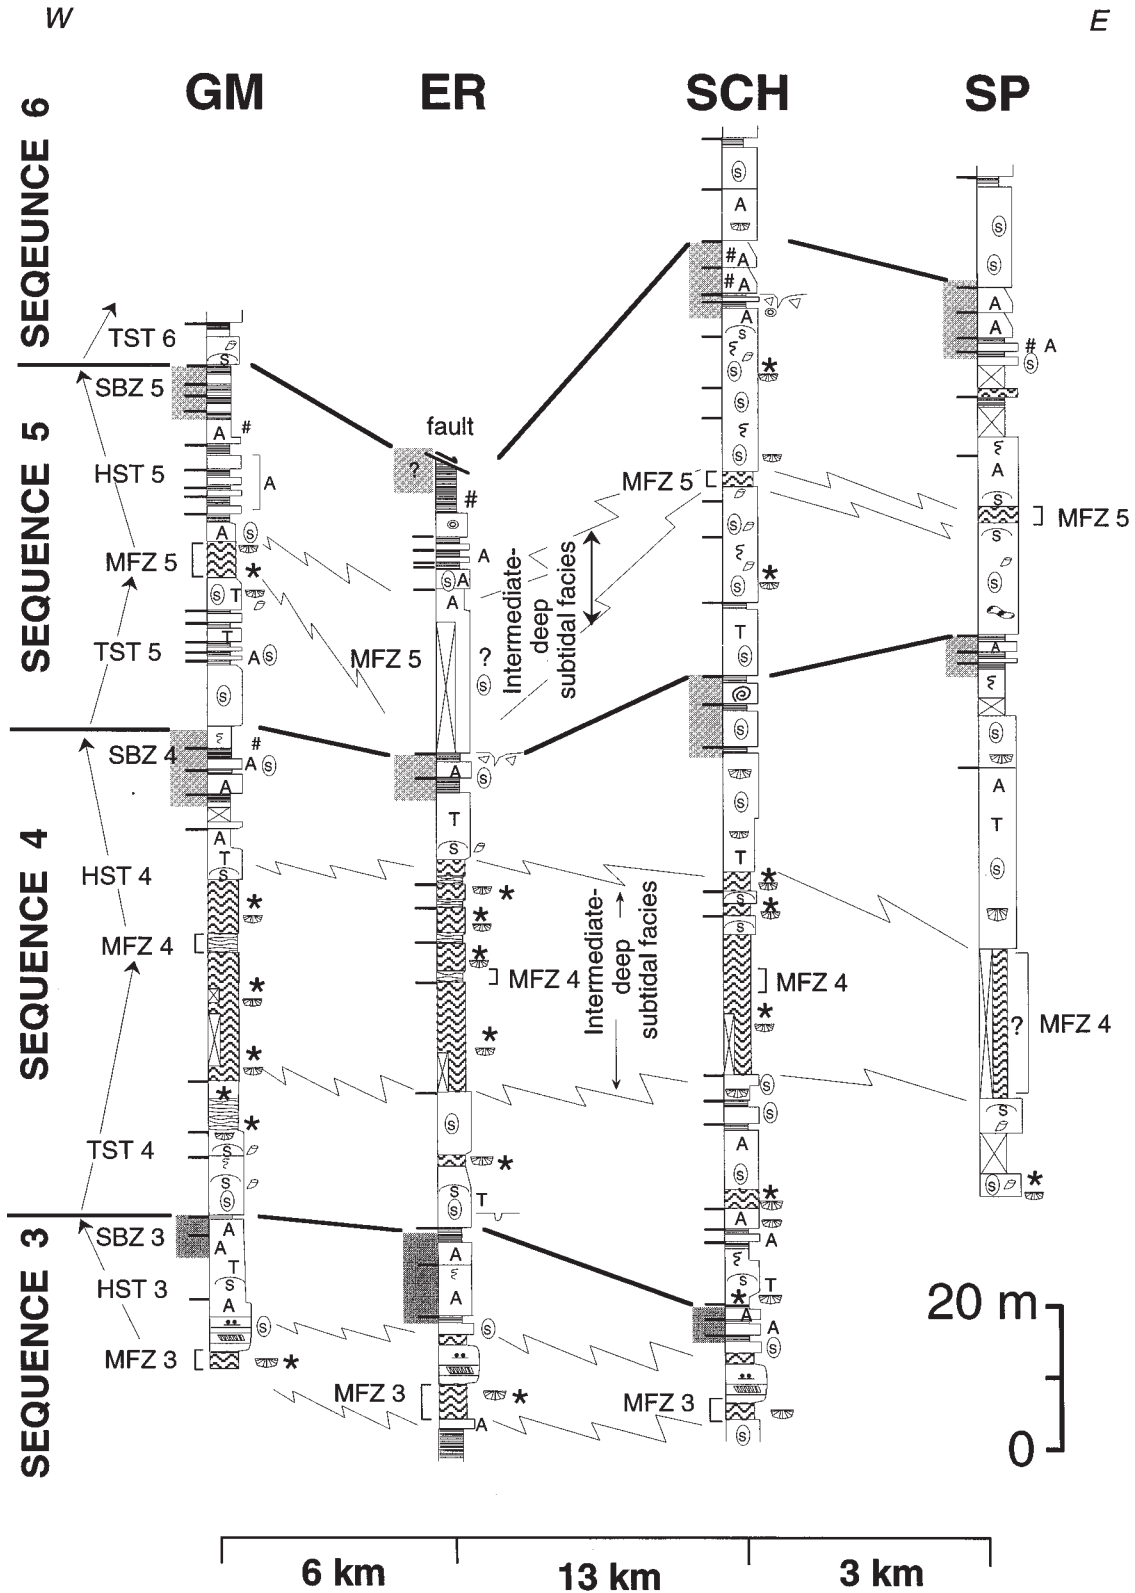 W
E
GM
ER
SCH
SP
SEQEUNCE 6
TST 6
SBZ 5
SEQUENCE 5
HST 5
MFZ 5
TST 5
SBZ 4
SEQUENCE 4
HST 4
MFZ 4
TST 4
SBZ 3
SEQUENCE 3
HST 3
MFZ 3
A
#
A
A
S
S
T
T
A
S
S
#
A
S
A
A
T
S
S
S
S
A
A
T
S
A
S
fault
?
#
A
S
A
A
MFZ 5
?
S
A
S
T
S
MFZ 4
S
S
T
S
A
A
S
MFZ 3
A
Intermediate-
deep
subtidal facies
Intermediate-
deep
subtidal facies
S
A
# A
# A
A
S
S
S
S
MFZ 5
S
S
T
S
S
S
T
S
S
MFZ 4
S
S
A
S
A
A
S
T
A
A
S
MFZ 3
S
S
S
A
A
# A
S
S
A
S
MFZ 5
S
S
A
S
A
T
S
?
MFZ 4
S
S
20 m
0
6 km
13 km
3 km